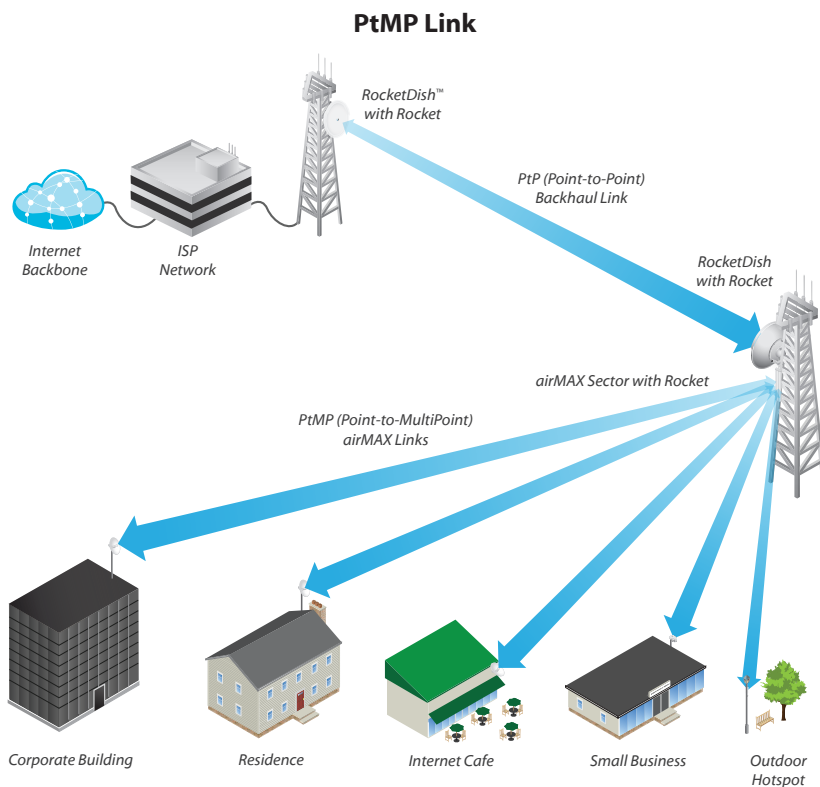 PtMP Link
RocketDish™
with Rocket
PtP (Point-to-Point)
Backhaul Link
Internet
Backbone
ISP
Network
RocketDish
with Rocket
airMAX Sector with Rocket
PtMP (Point-to-MultiPoint)
airMAX Links
Corporate Building
Residence
Internet Cafe
Small Business
Outdoor
Hotspot